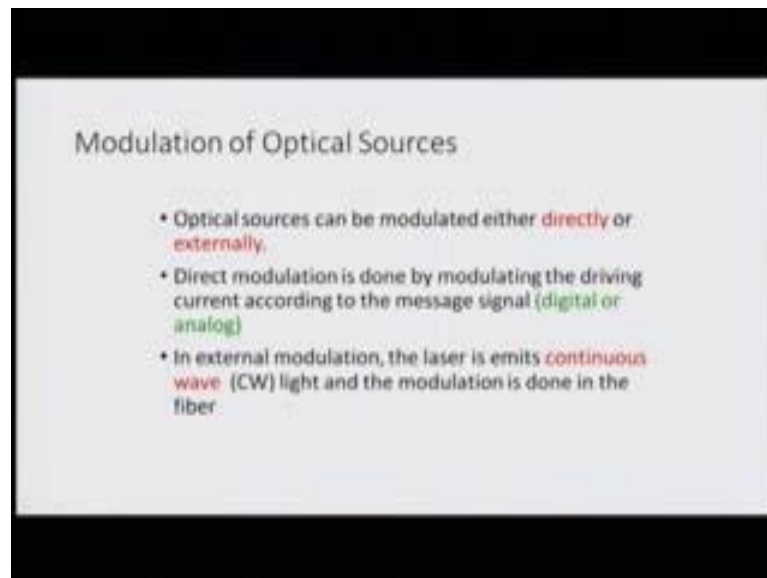 Modulation of Optical Sources
• Optical sources can be modulated either directly or
externally.
• Direct modulation is done by modulating the driving
current according to the message signal (digital or
analog)
• In external modulation, the laser is emits continuous
wave (CW) light and the modulation is done in the
fiber